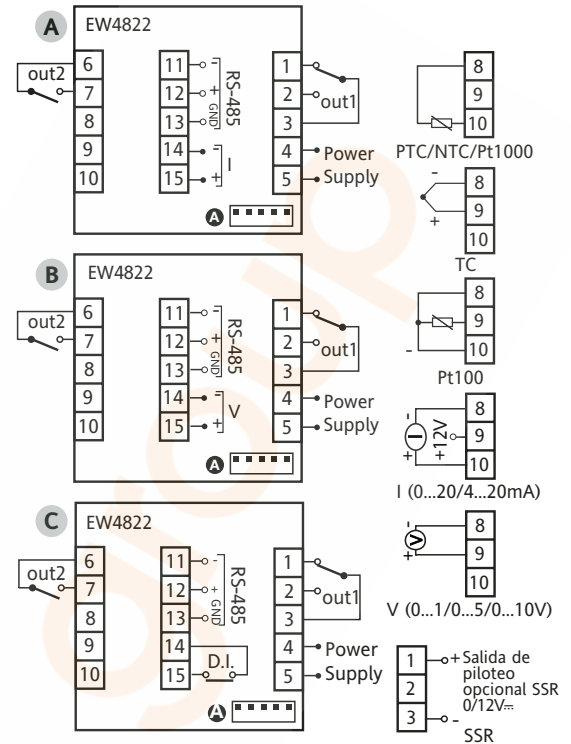 A
EW4822
out2
6
7
8
9
10
11 -
12 +
13 GND
14 -
15 +
RS-485
I
1
2
3
4
5
out1
Power
Supply
A
B
EW4822
out2
6
7
8
9
10
11 -
12 +
13 GND
14 -
15 +
RS-485
V
1
2
3
4
5
out1
Power
Supply
A
C
EW4822
out2
6
7
8
9
10
11 -
12 +
13 GND
14
15
RS-485
D.I.
1
2
3
4
5
out1
Power
Supply
A
8
9
10
PTC/NTC/Pt1000
- 8
+ 9
10
TC
8
9
- 10
Pt100
- 8
I +12V 9
+ 10
I (0...20/4...20mA)
- 8
+ V 9
10
V (0...1/0...5/0...10V)
1 + Salida de
piloteo
2 opcional SSR
0/12V⎓
3 -
SSR
group